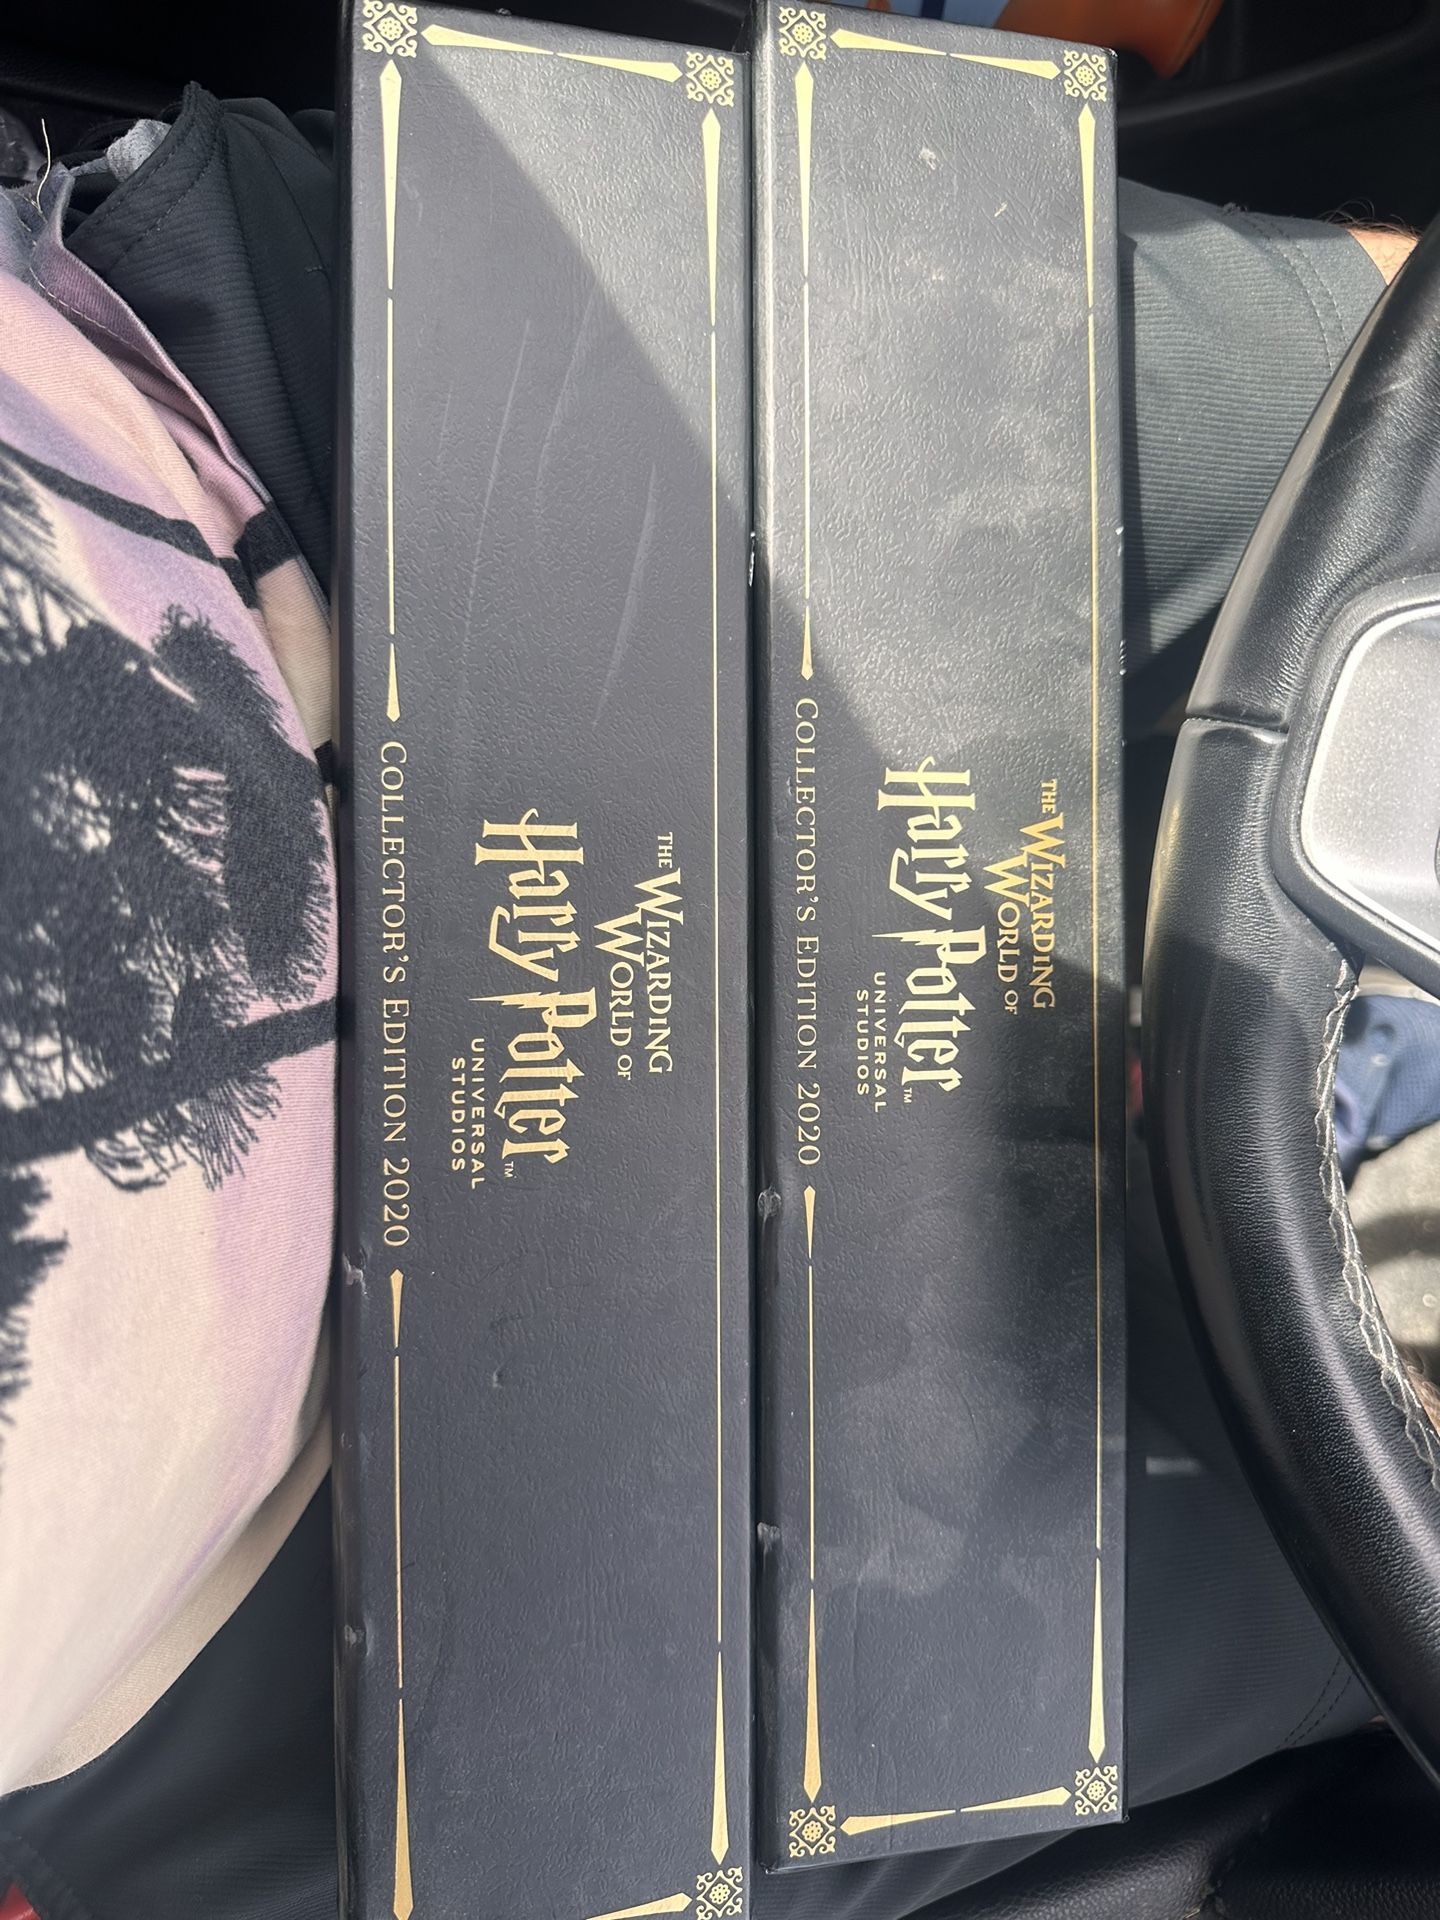 THE WIZARDING
WORLD OF
Harry Potter™
UNIVERSAL
STUDIOS
COLLECTOR'S EDITION 2020
THE WIZARDING
WORLD OF
Harry Potter™
UNIVERSAL
STUDIOS
COLLECTOR'S EDITION 2020